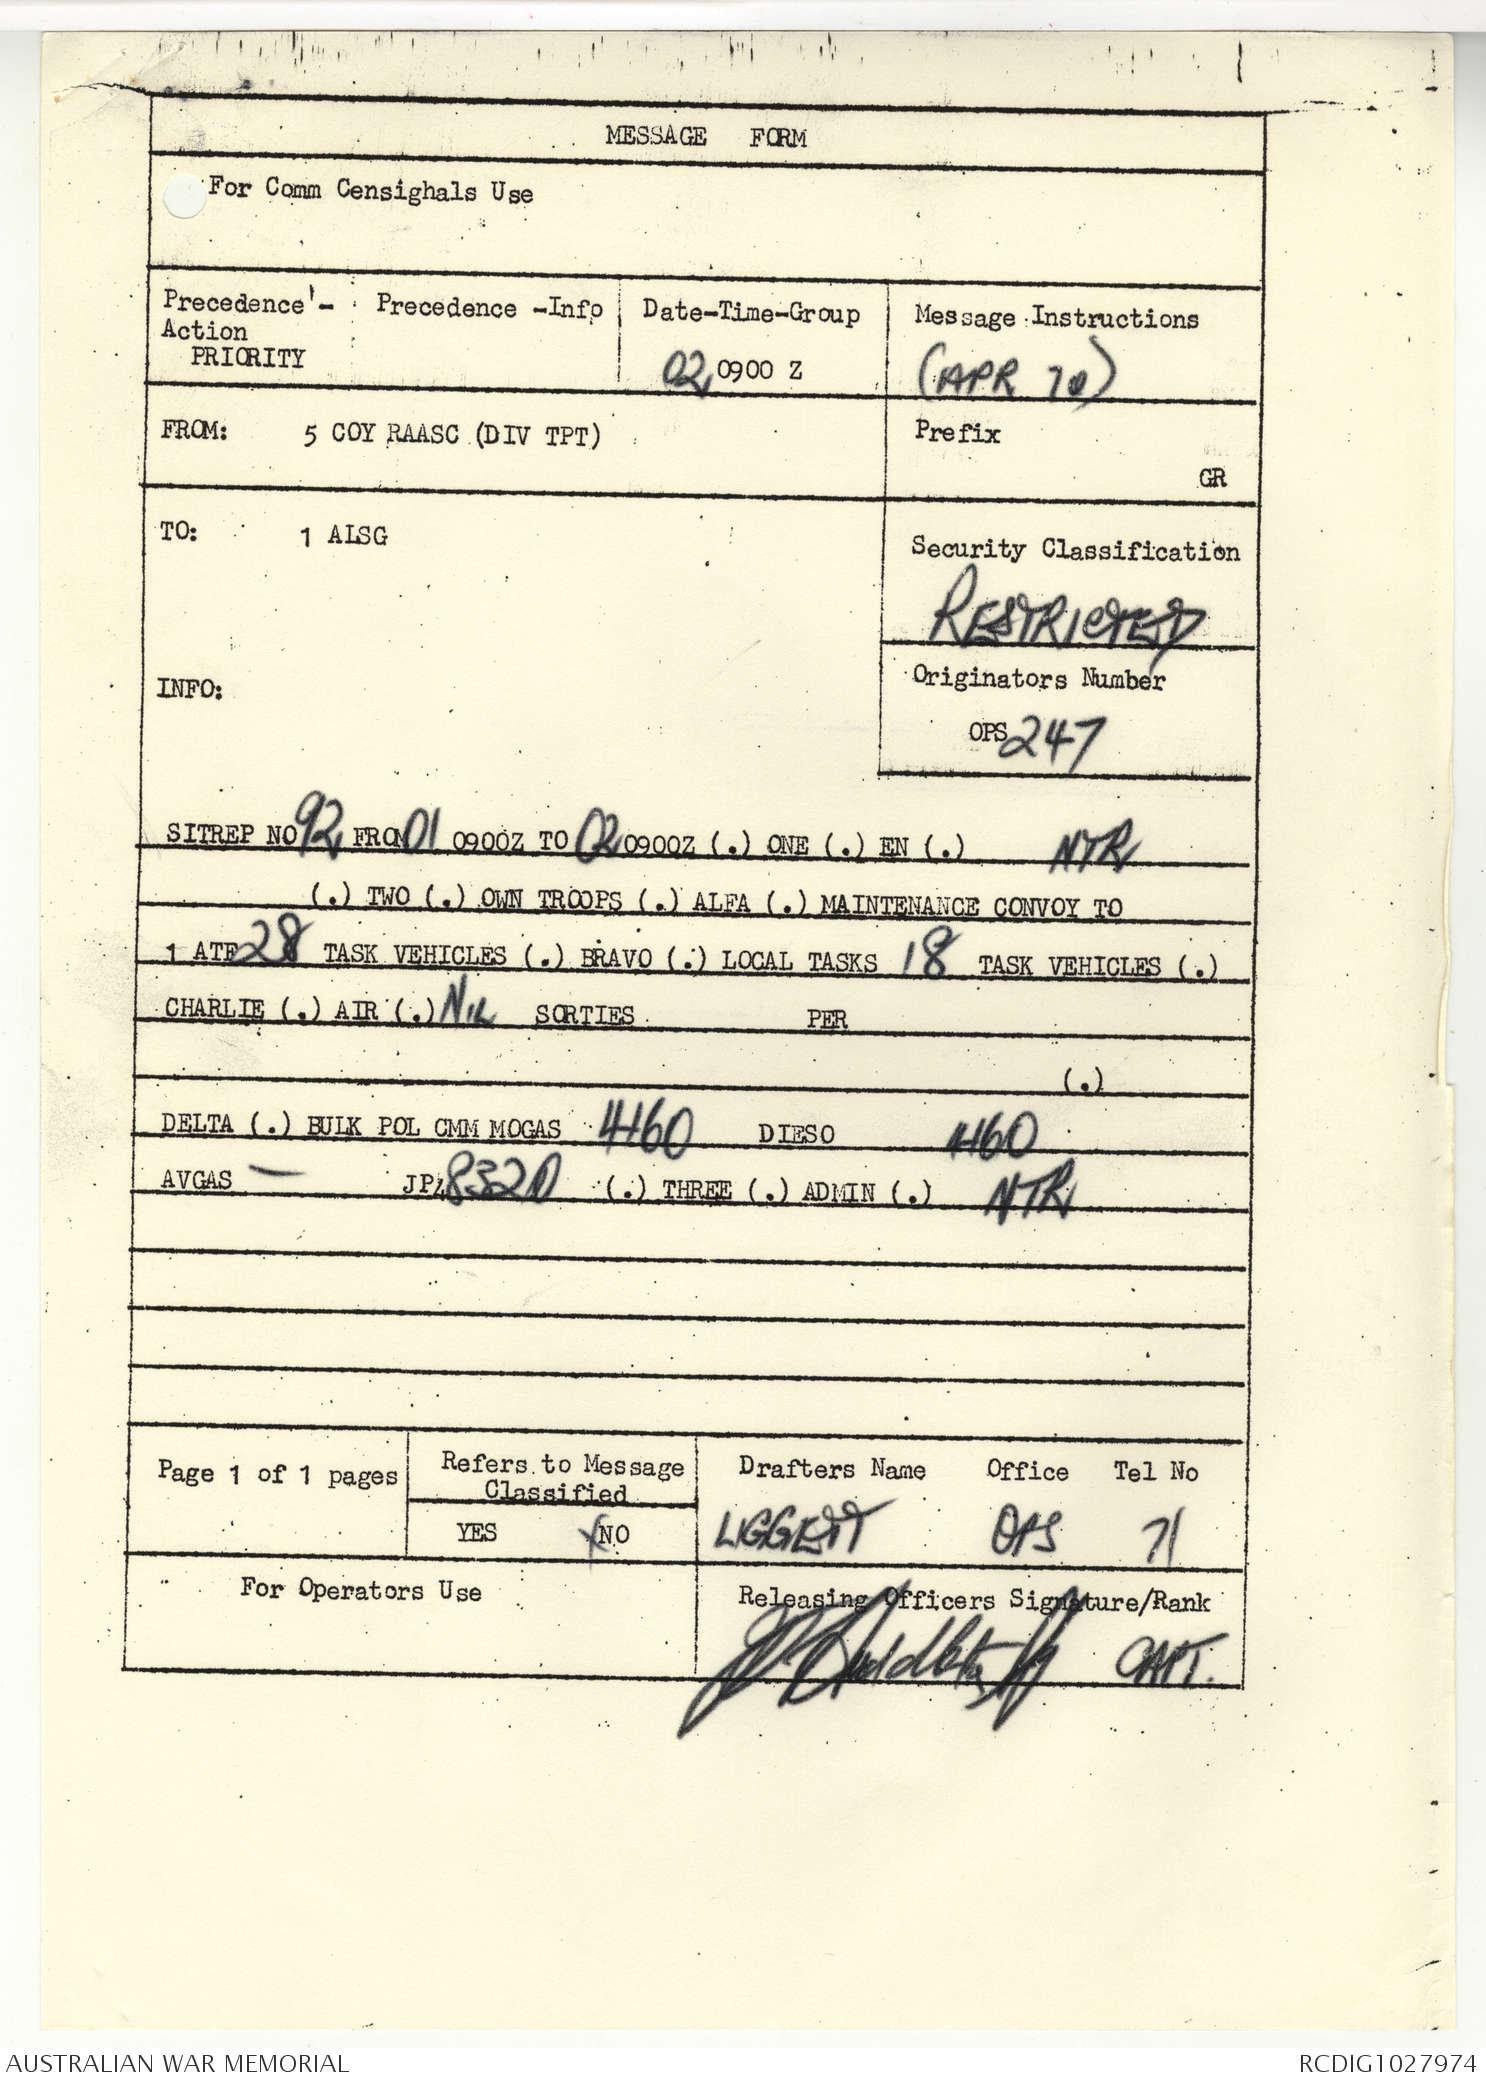 MESSAGE FORM
For Comm Censighals Use
Precedence - Precedence -Info Date-Time-Group Message Instructions
Action
PRIORITY 02 0900 Z (APR 70)
FROM: 5 COY RAASC (DIV TPT) Prefix
GR
TO: 1 ALSG Security Classification
RESTRICTED
INFO: Originators Number
OPS 247
SITREP NO 92 FROM 01 0900Z TO 02 0900Z (.) ONE (.) EN (.) NTR
(.) TWO (.) OWN TROOPS (.) ALFA (.) MAINTENANCE CONVOY TO
1 ATF 28 TASK VEHICLES (.) BRAVO (.) LOCAL TASKS 18 TASK VEHICLES (.)
CHARLIE (.) AIR (.) NIL SORTIES PER
(.)
DELTA (.) BULK POL CMM MOGAS 4160 DIESO 4160
AVGAS — JP4 8320 (.) THREE (.) ADMIN (.) NTR
Page 1 of 1 pages Refers to Message Drafters Name Office Tel No
Classified
YES XNO LIGGETT OPS 71
For Operators Use Releasing Officers Signature/Rank
CAPT.
AUSTRALIAN WAR MEMORIAL RCDIG1027974